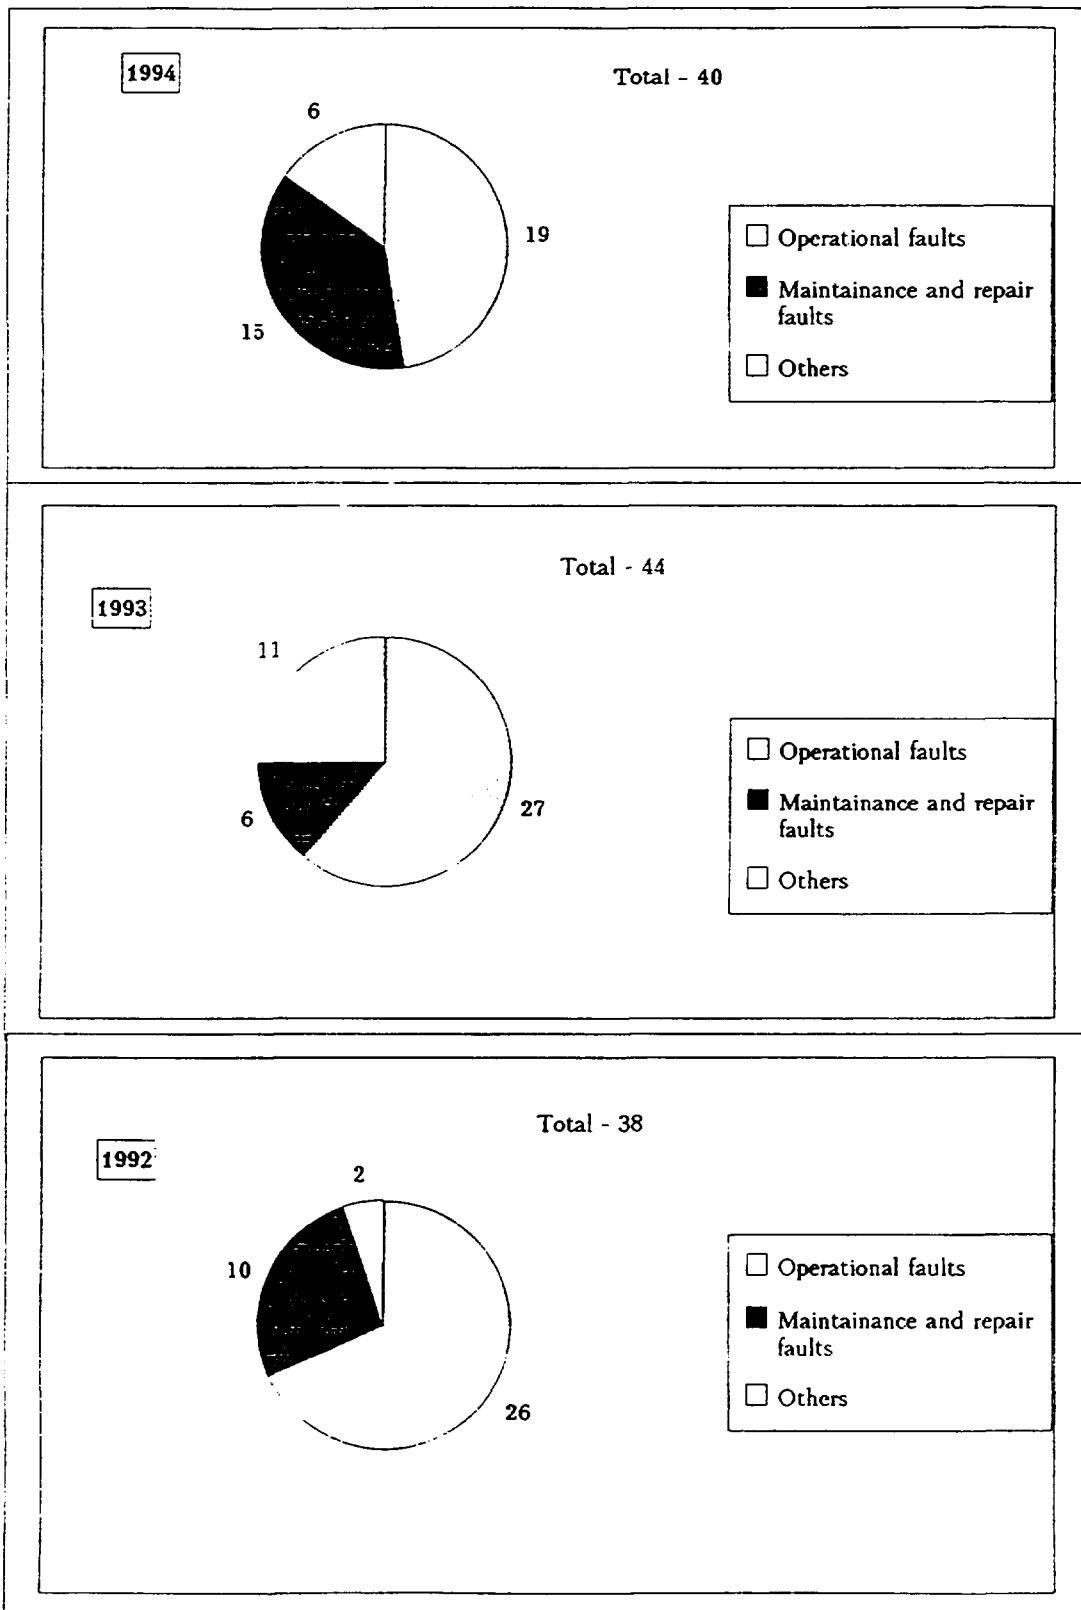 1994
Total - 40
6
19
15
Operational faults
Maintainance and repair
faults
Others
Total - 44
1993
11
27
6
Operational faults
Maintainance and repair
faults
Others
Total - 38
1992
2
10
26
Operational faults
Maintainance and repair
faults
Others